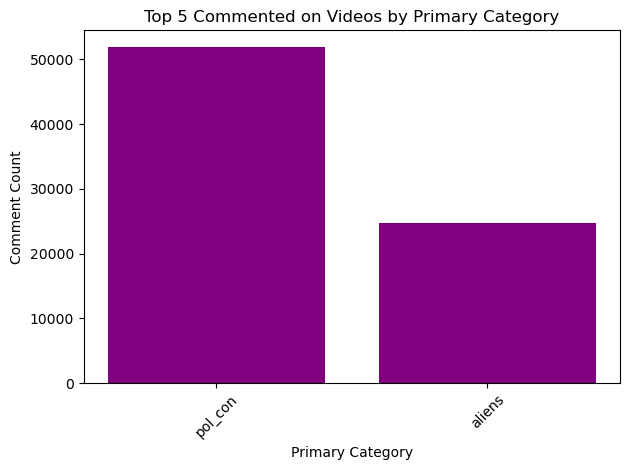 Top 5 Commented on Videos by Primary Category
Comment Count
50000
40000
30000
20000
10000
0
pol_con
aliens
Primary Category